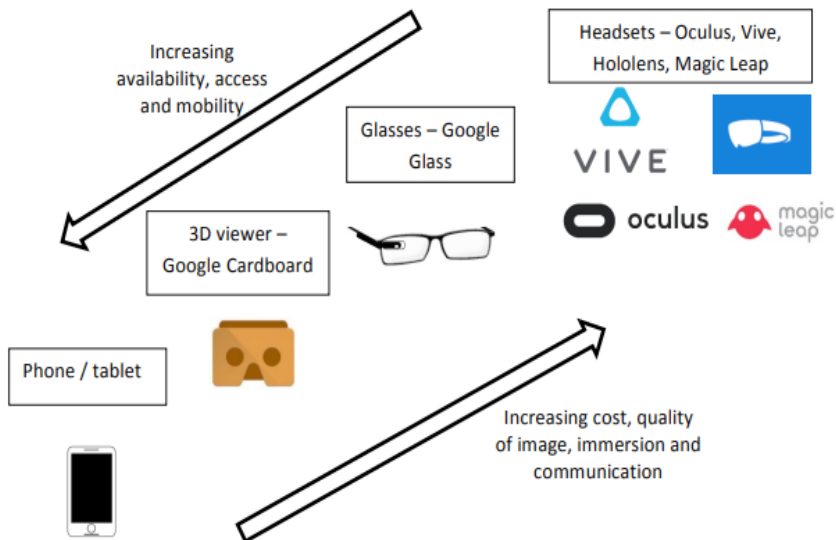 Increasing
availability, access
and mobility
Headsets – Oculus, Vive,
Hololens, Magic Leap
Glasses – Google
Glass
VIVE
oculus
magic
leap
3D viewer –
Google Cardboard
Phone / tablet
Increasing cost, quality
of image, immersion and
communication